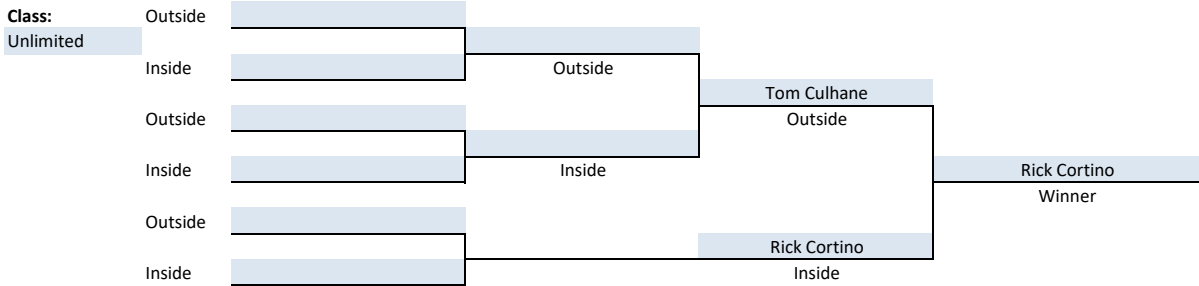 Class: Outside
Unlimited
Inside Outside
Tom Culhane
Outside Outside
Inside Inside Rick Cortino
Winner
Outside
Rick Cortino
Inside Inside